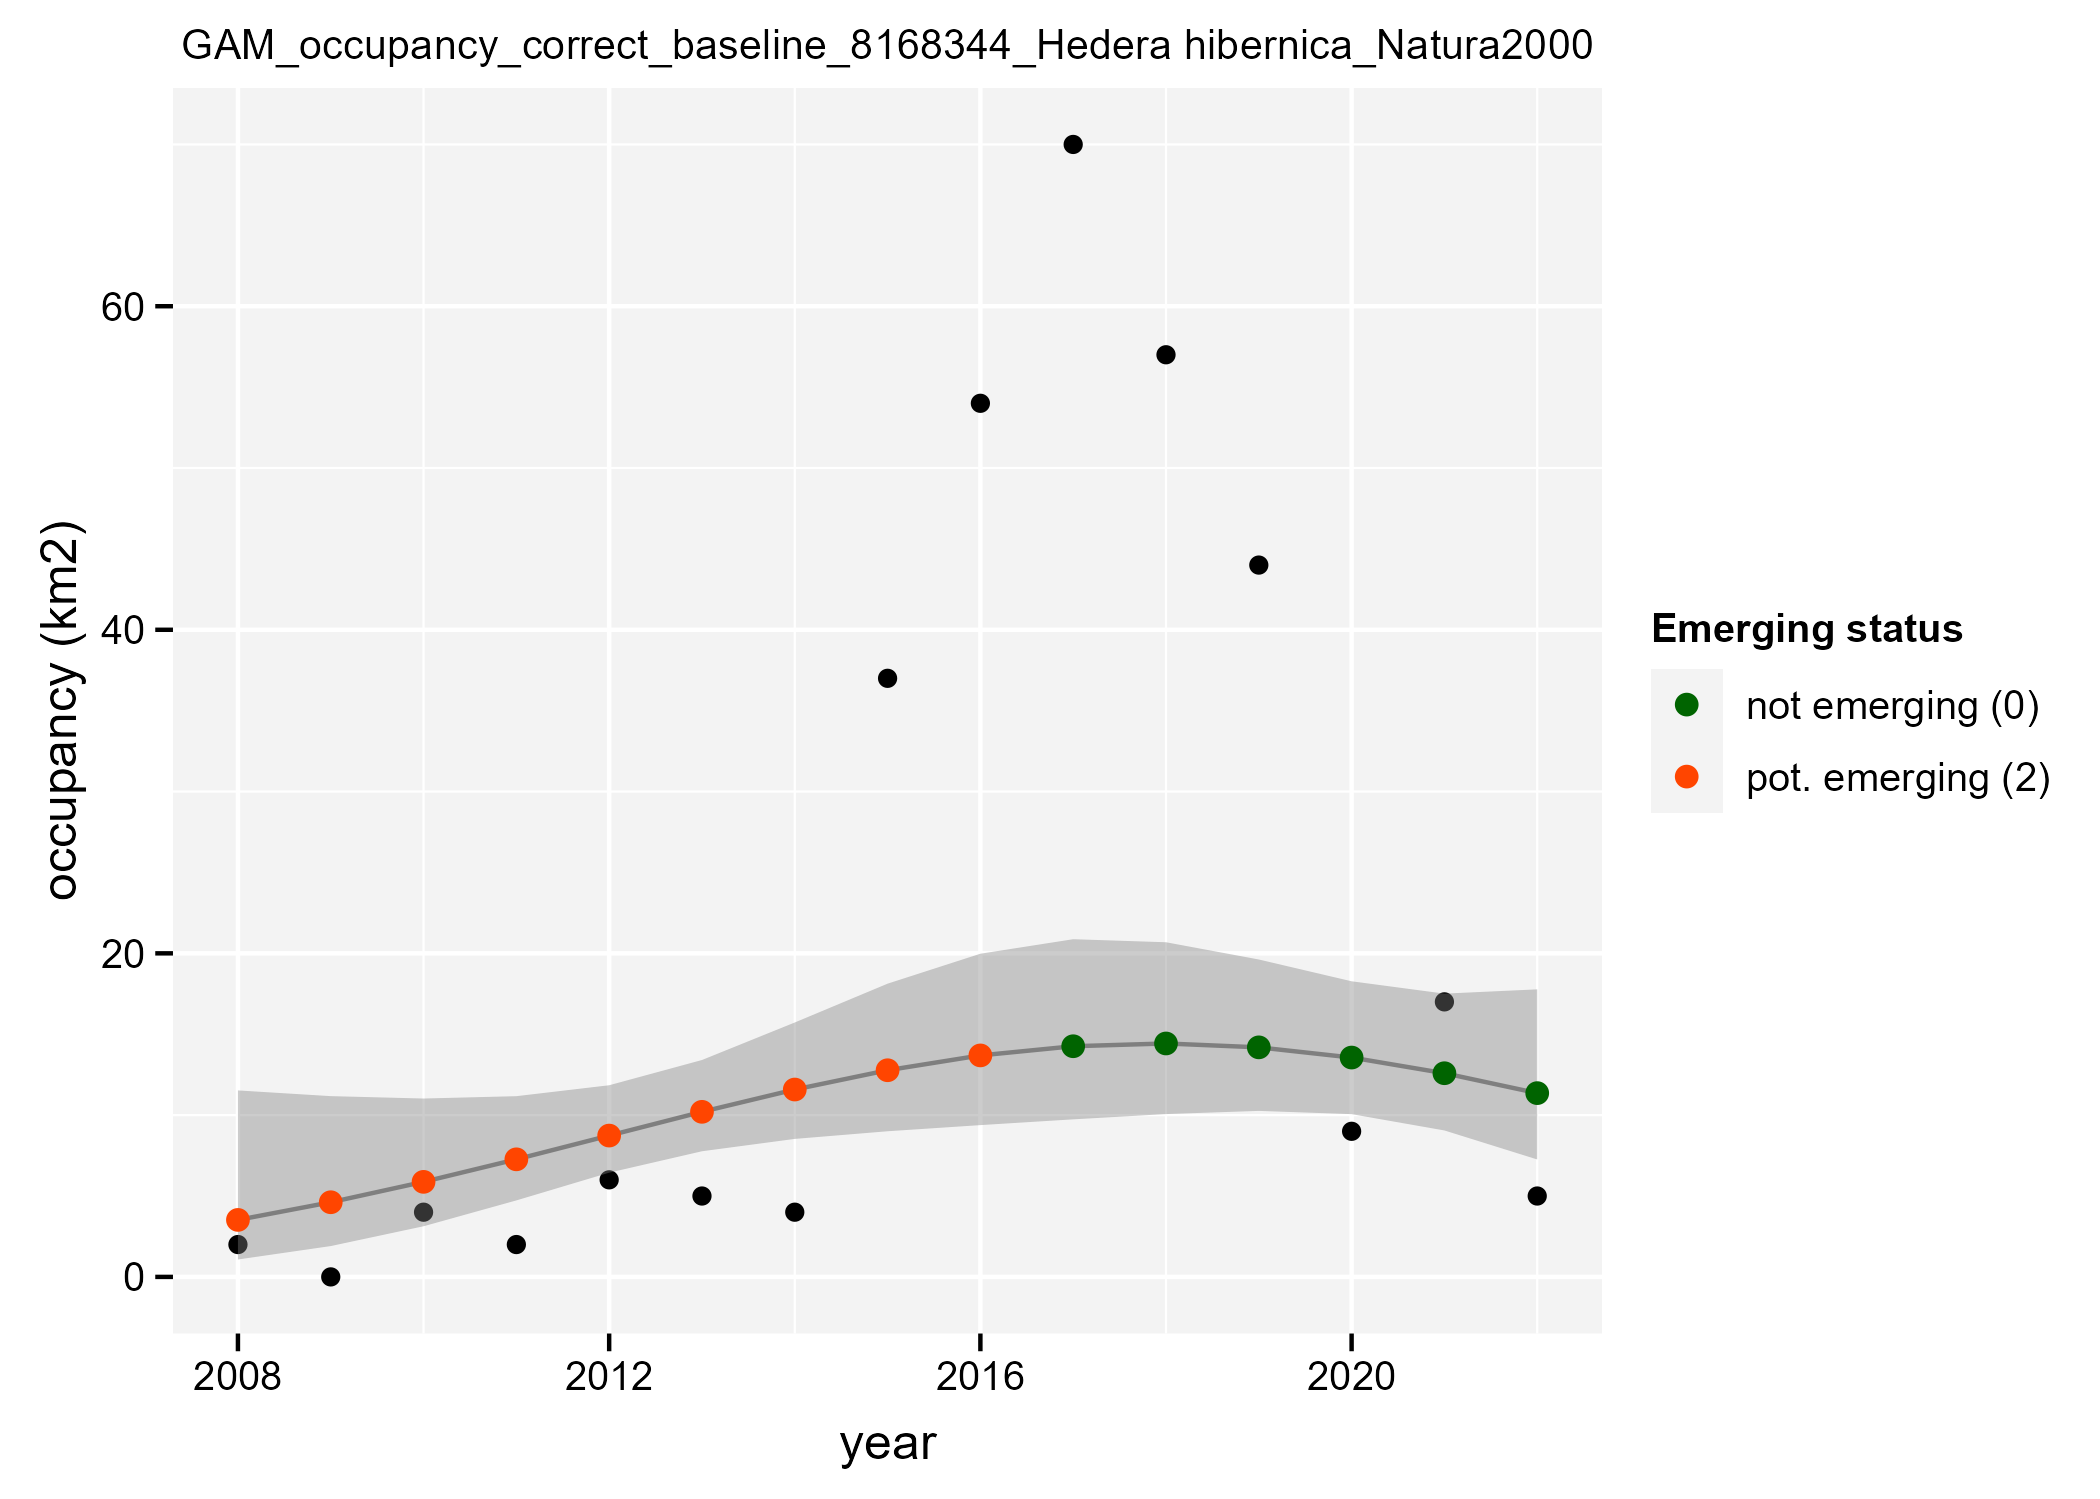 GAM_occupancy_correct_baseline_8168344_Hedera hibernica_Natura2000
occupancy (km2)
60
40
20
0
2008 2012 2016 2020
year
Emerging status
not emerging (0)
pot. emerging (2)